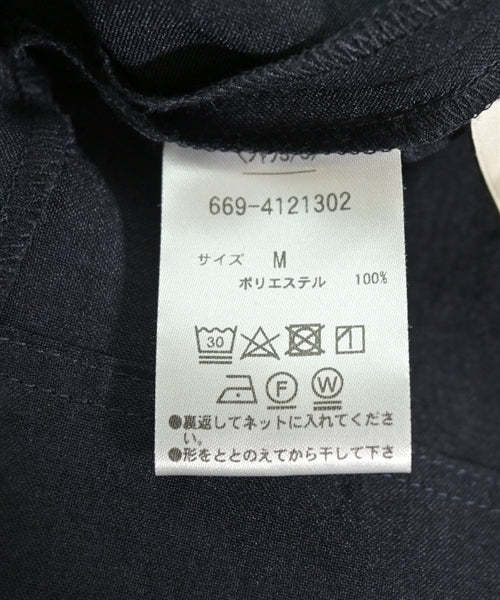 669-4121302
サイズ M
ポリエステル 100%
30
F W
●裏返してネットに入れてくださ
い。
●形をととのえてから干して下さ